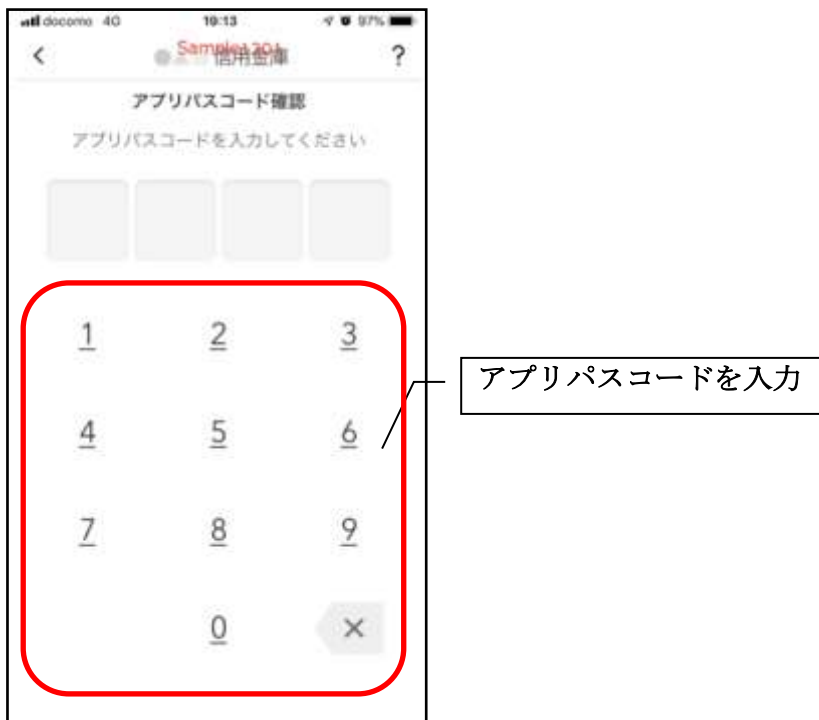 docomo 4G 19:13 97%
< 信用金庫 ?
アプリパスコード確認
アプリパスコードを入力してください
1 2 3
4 5 6
アプリパスコードを入力
7 8 9
0 ×